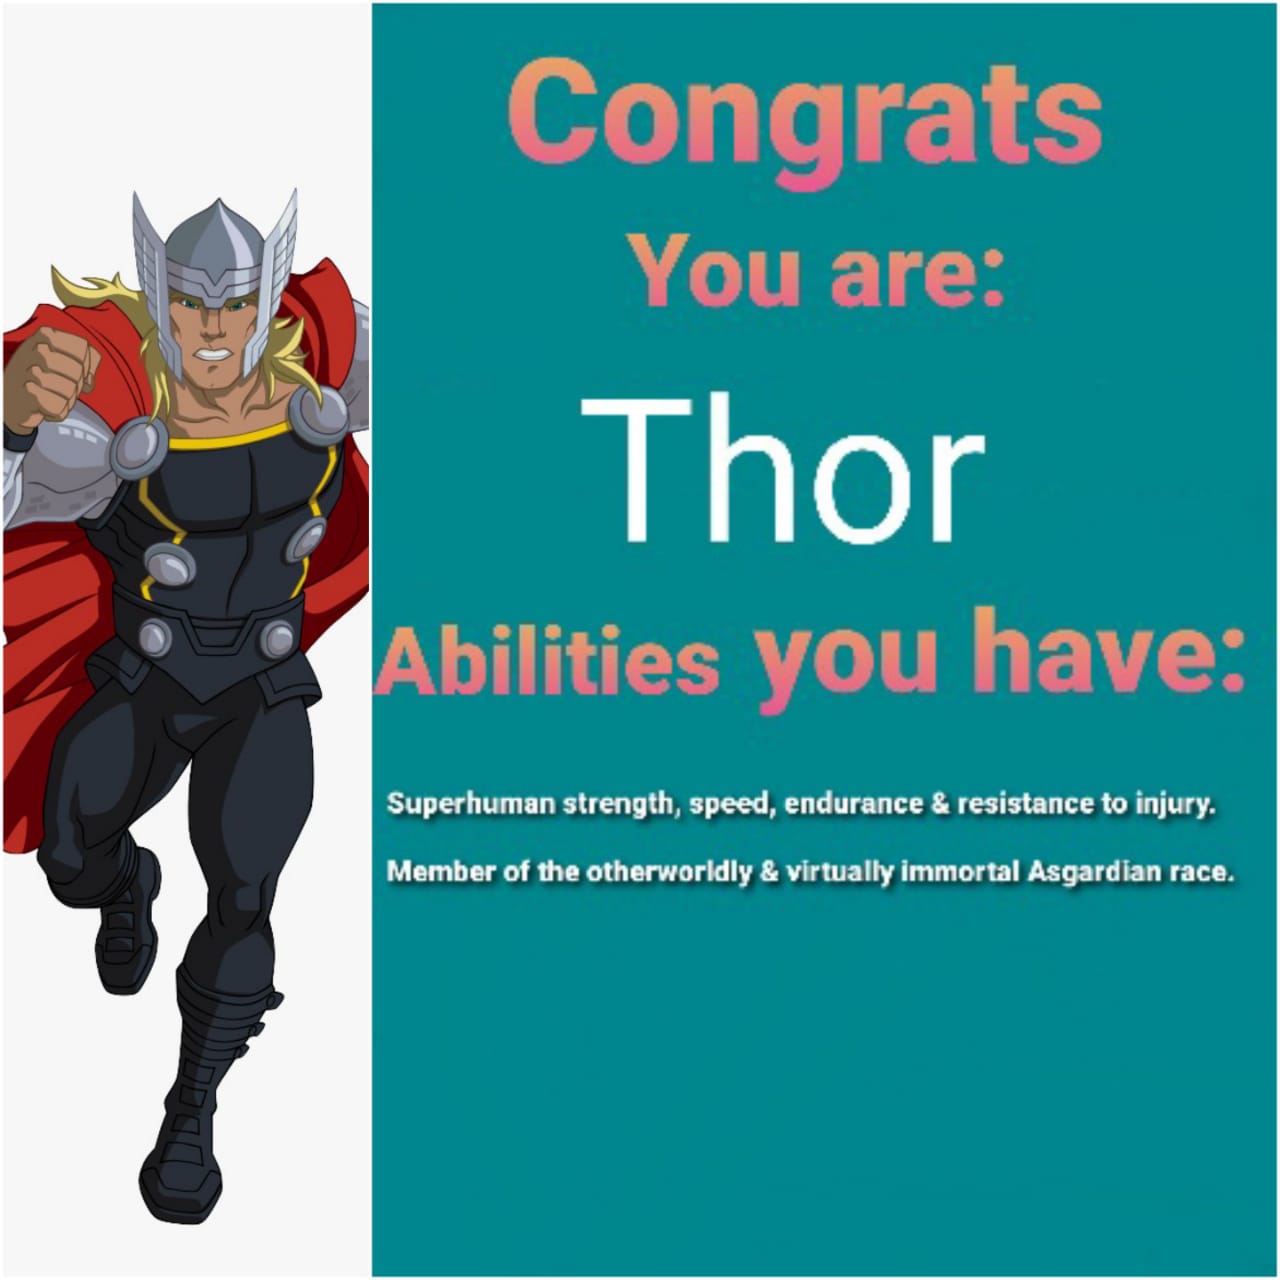 Congrats
You are:
Thor
Abilities you have:
Superhuman strength, speed, endurance & resistance to injury.
Member of the otherworldly & virtually immortal Asgardian race.